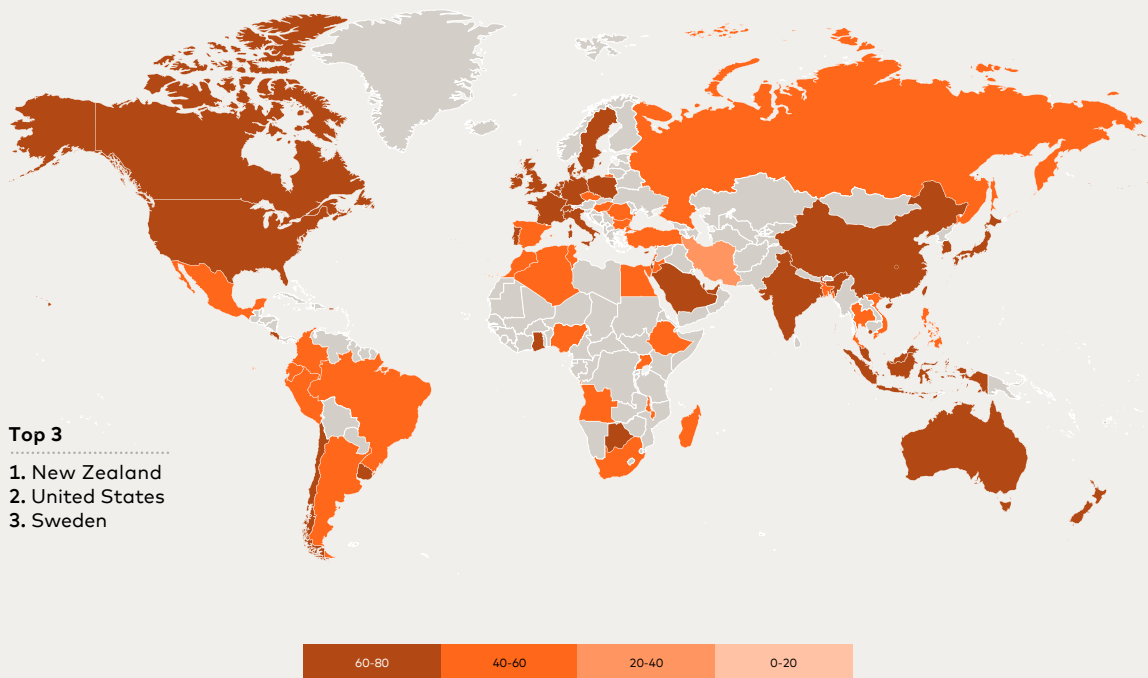 Top 3
1. New Zealand
2. United States
3. Sweden
60-80
40-60
20-40
0-20